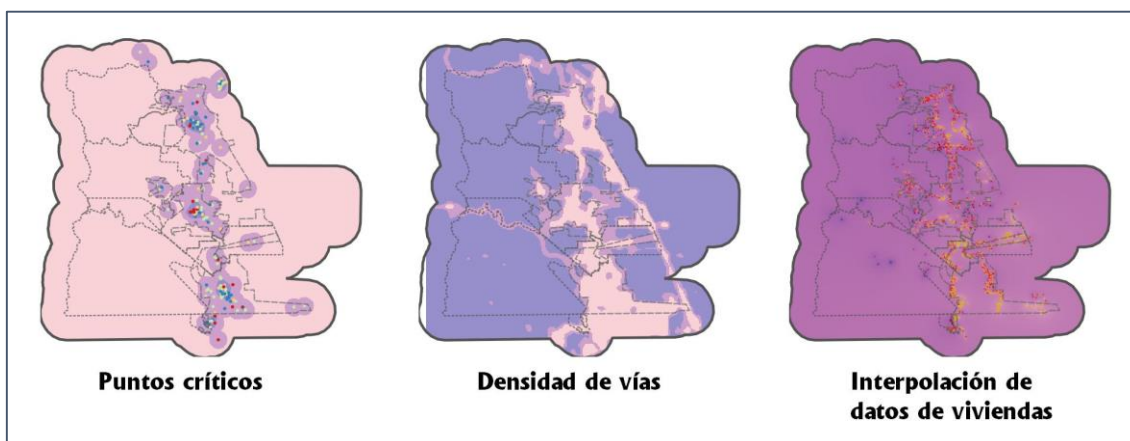 Puntos críticos
Densidad de vías
Interpolación de
datos de viviendas